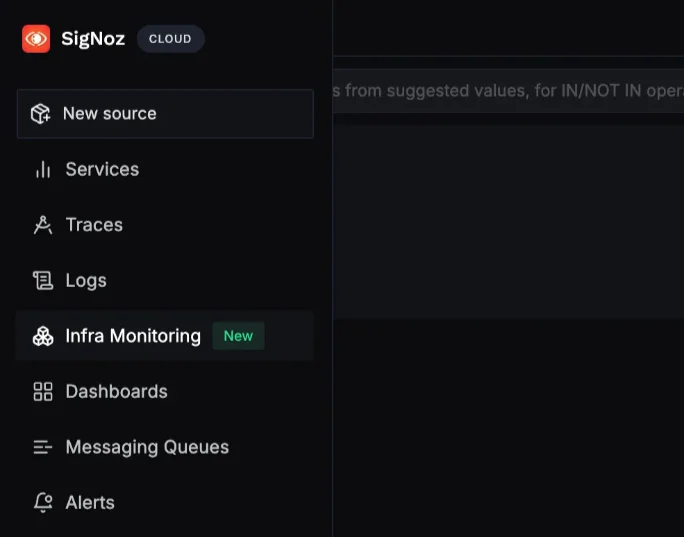 SigNoz CLOUD
s from suggested values, for IN/NOT IN oper
New source
Services
Traces
Logs
Infra Monitoring New
Dashboards
Messaging Queues
Alerts